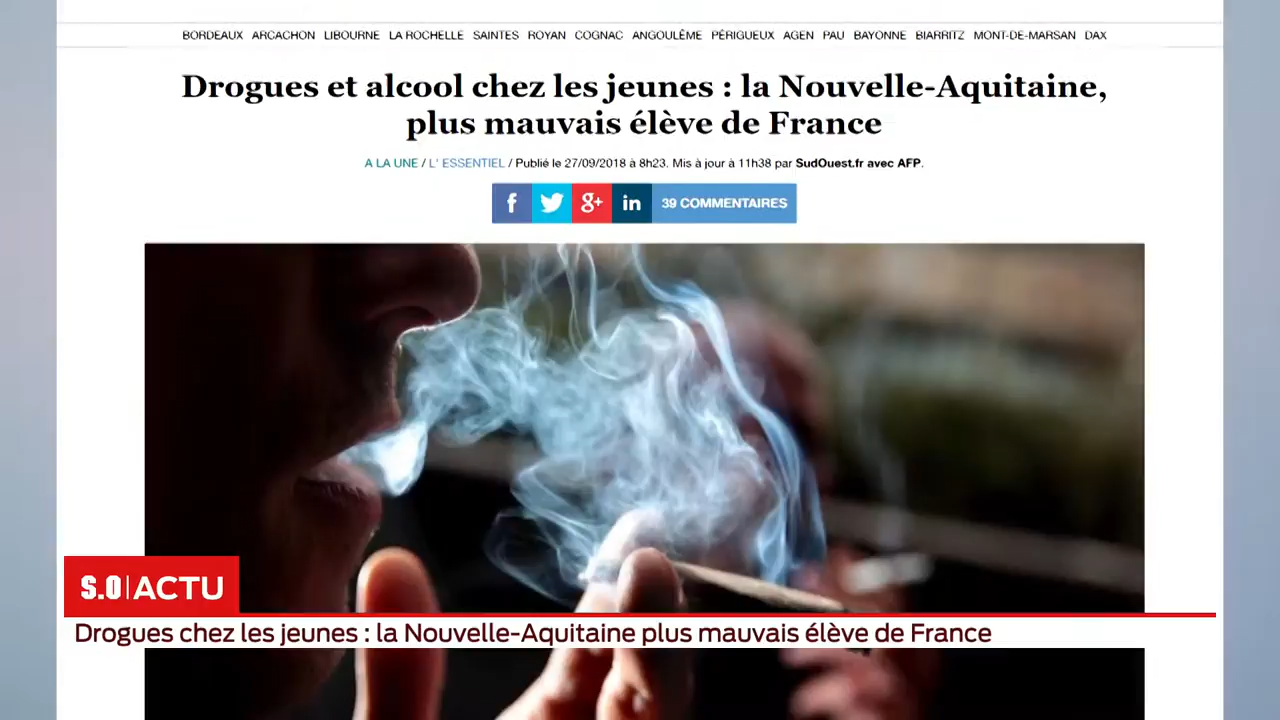 BORDEAUX ARCACHON LIBOURNE LA ROCHELLE SAINTES ROYAN COGNAC ANGOULÊME PÉRIGUEUX AGEN PAU BAYONNE BIARRITZ MONT-DE-MARSAN DAX
Drogues et alcool chez les jeunes : la Nouvelle-Aquitaine,
plus mauvais élève de France
A LA UNE / L' ESSENTIEL / Publié le 27/09/2018 à 8h23. Mis à jour à 11h38 par SudOuest.fr avec AFP.
f g+ in 39 COMMENTAIRES
S.O|ACTU
Drogues chez les jeunes : la Nouvelle-Aquitaine plus mauvais élève de France